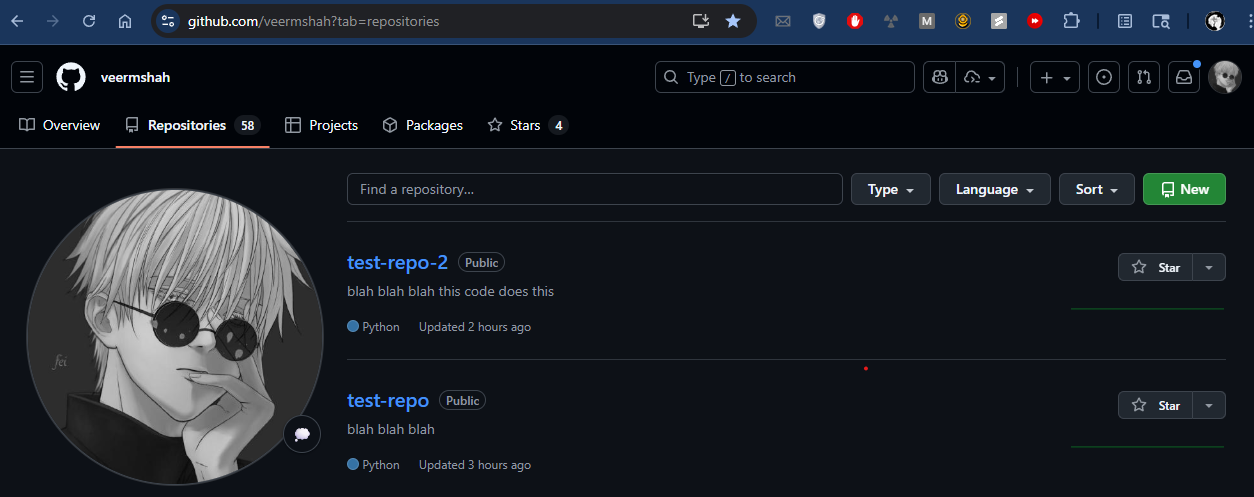 github.com/veermshah?tab=repositories
M
veermshah
Type / to search
Overview Repositories 58 Projects Packages Stars 4
Find a repository...
Type Language Sort New
test-repo-2 Public
Star
blah blah blah this code does this
Python Updated 2 hours ago
fei
test-repo Public
Star
blah blah blah
Python Updated 3 hours ago